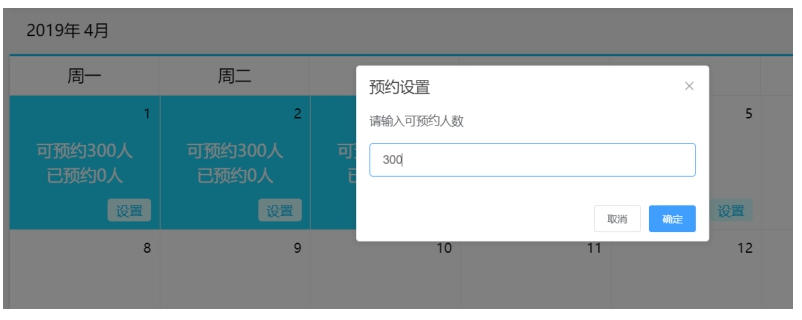 2019年 4月
周一
周二
1
2
5
可预约300人
已预约0人
设置
可预约300人
已预约0人
设置
可
设置
预约设置
×
请输入可预约人数
300
取消
确定
8
9
10
11
12